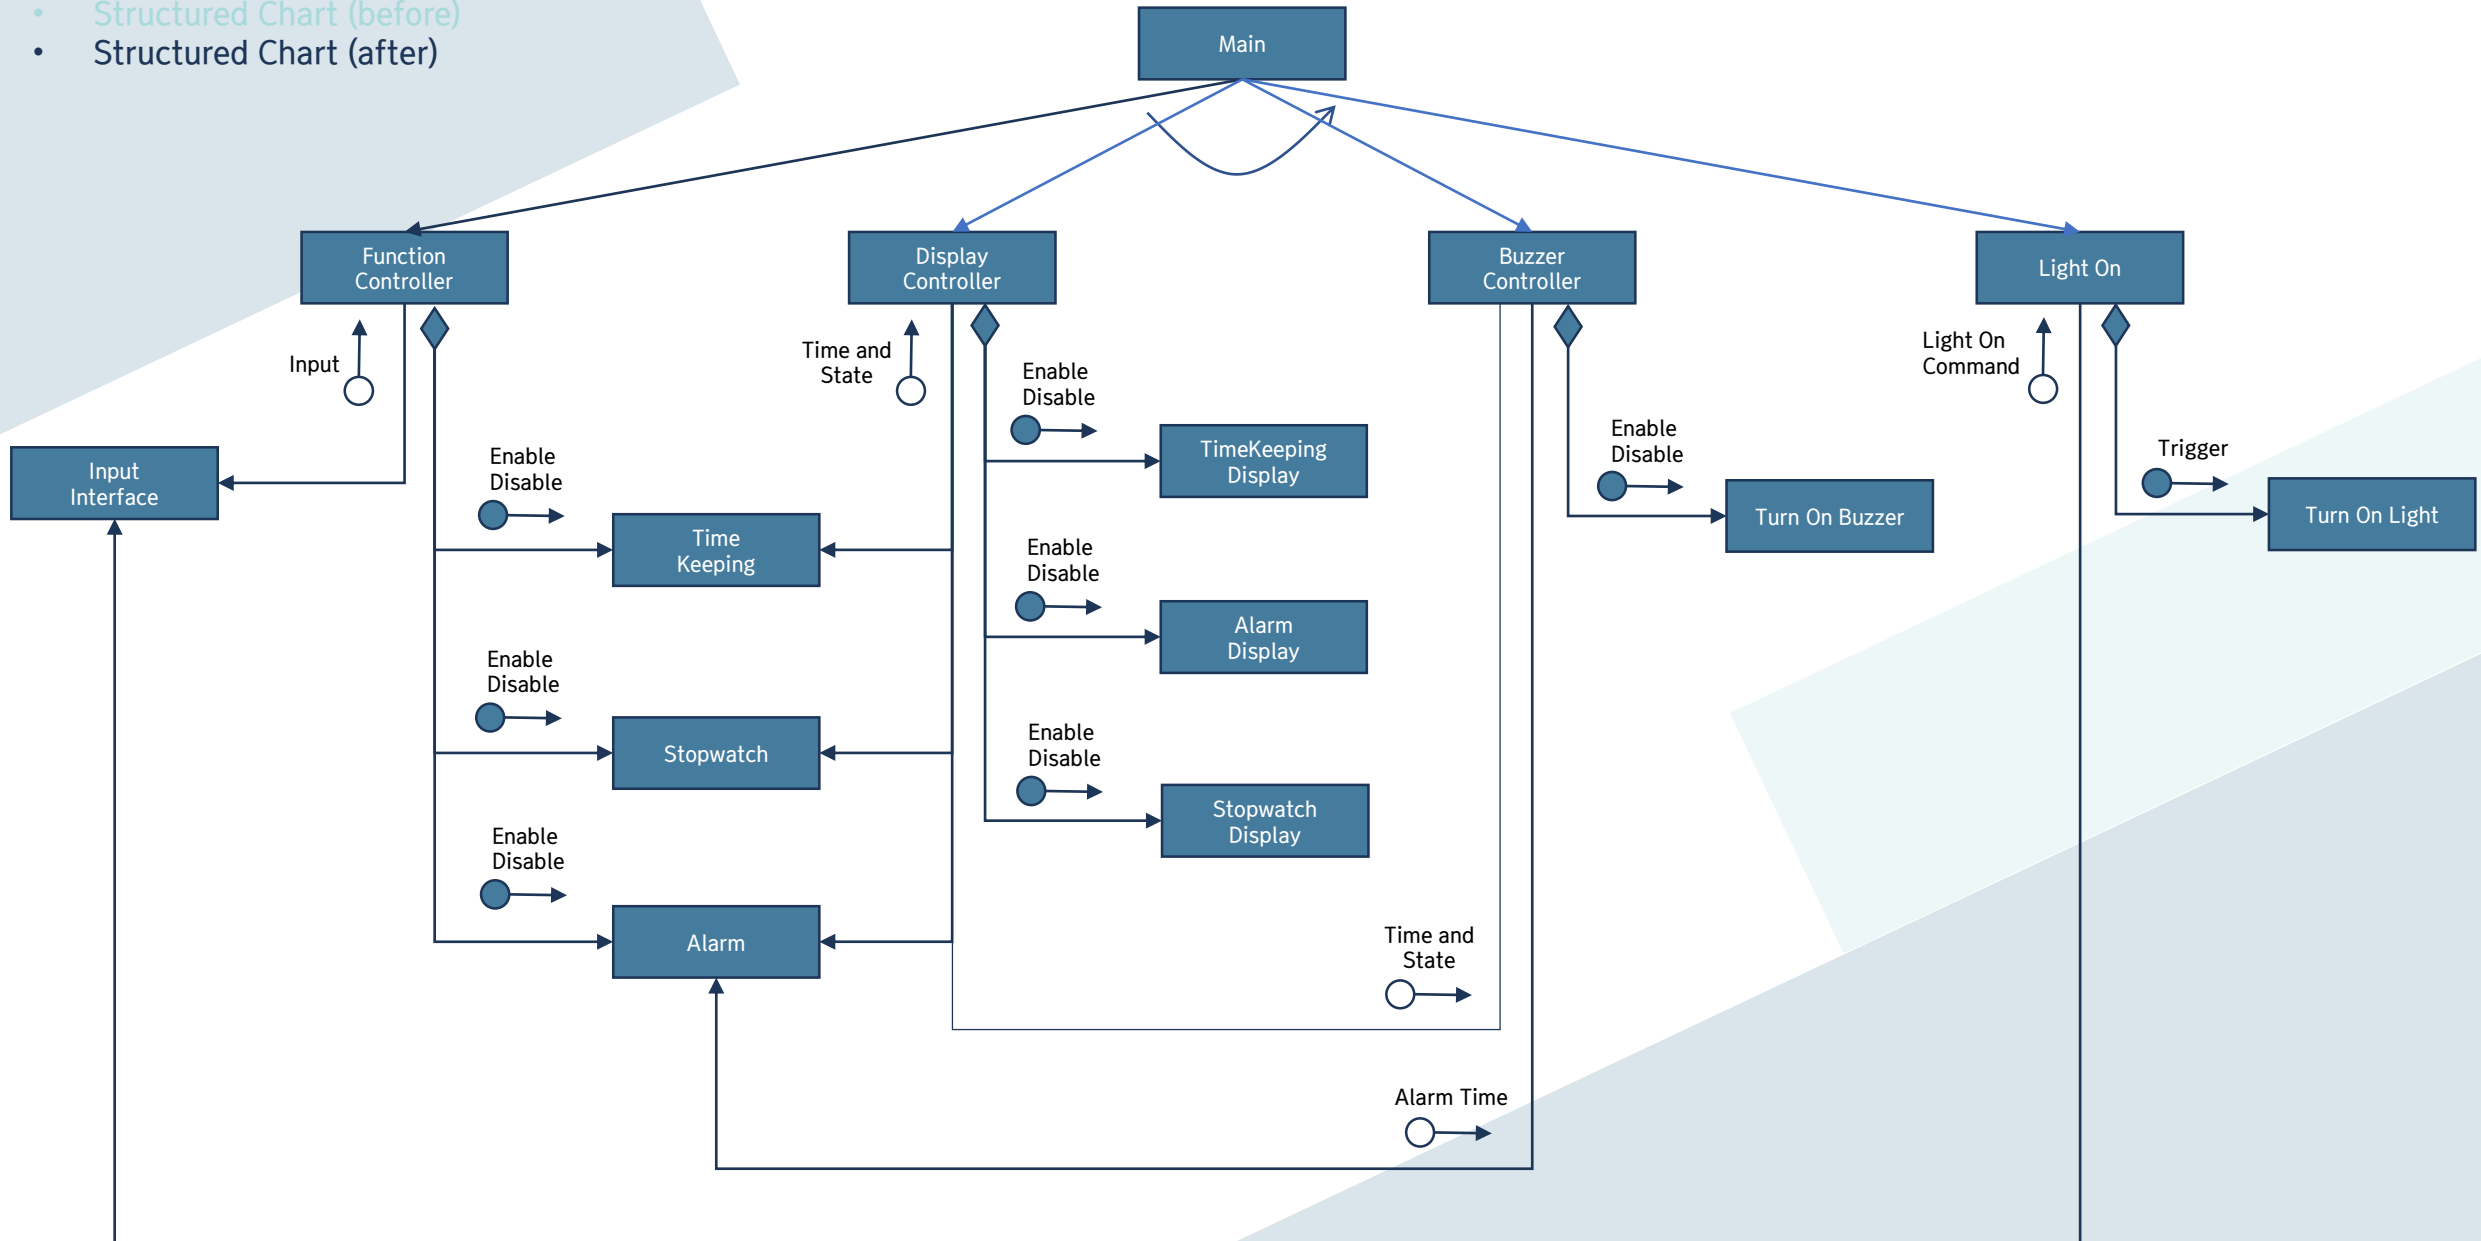 • Structured Chart (before)
• Structured Chart (after)
Main
Function
Controller
Display
Controller
Buzzer
Controller
Light On
Input
Time and
State
Light On
Command
Enable
Disable
TimeKeeping
Display
Enable
Disable
Turn On Buzzer
Trigger
Turn On Light
Input
Interface
Enable
Disable
Time
Keeping
Enable
Disable
Alarm
Display
Enable
Disable
Stopwatch
Enable
Disable
Stopwatch
Display
Enable
Disable
Alarm
Time and
State
Alarm Time